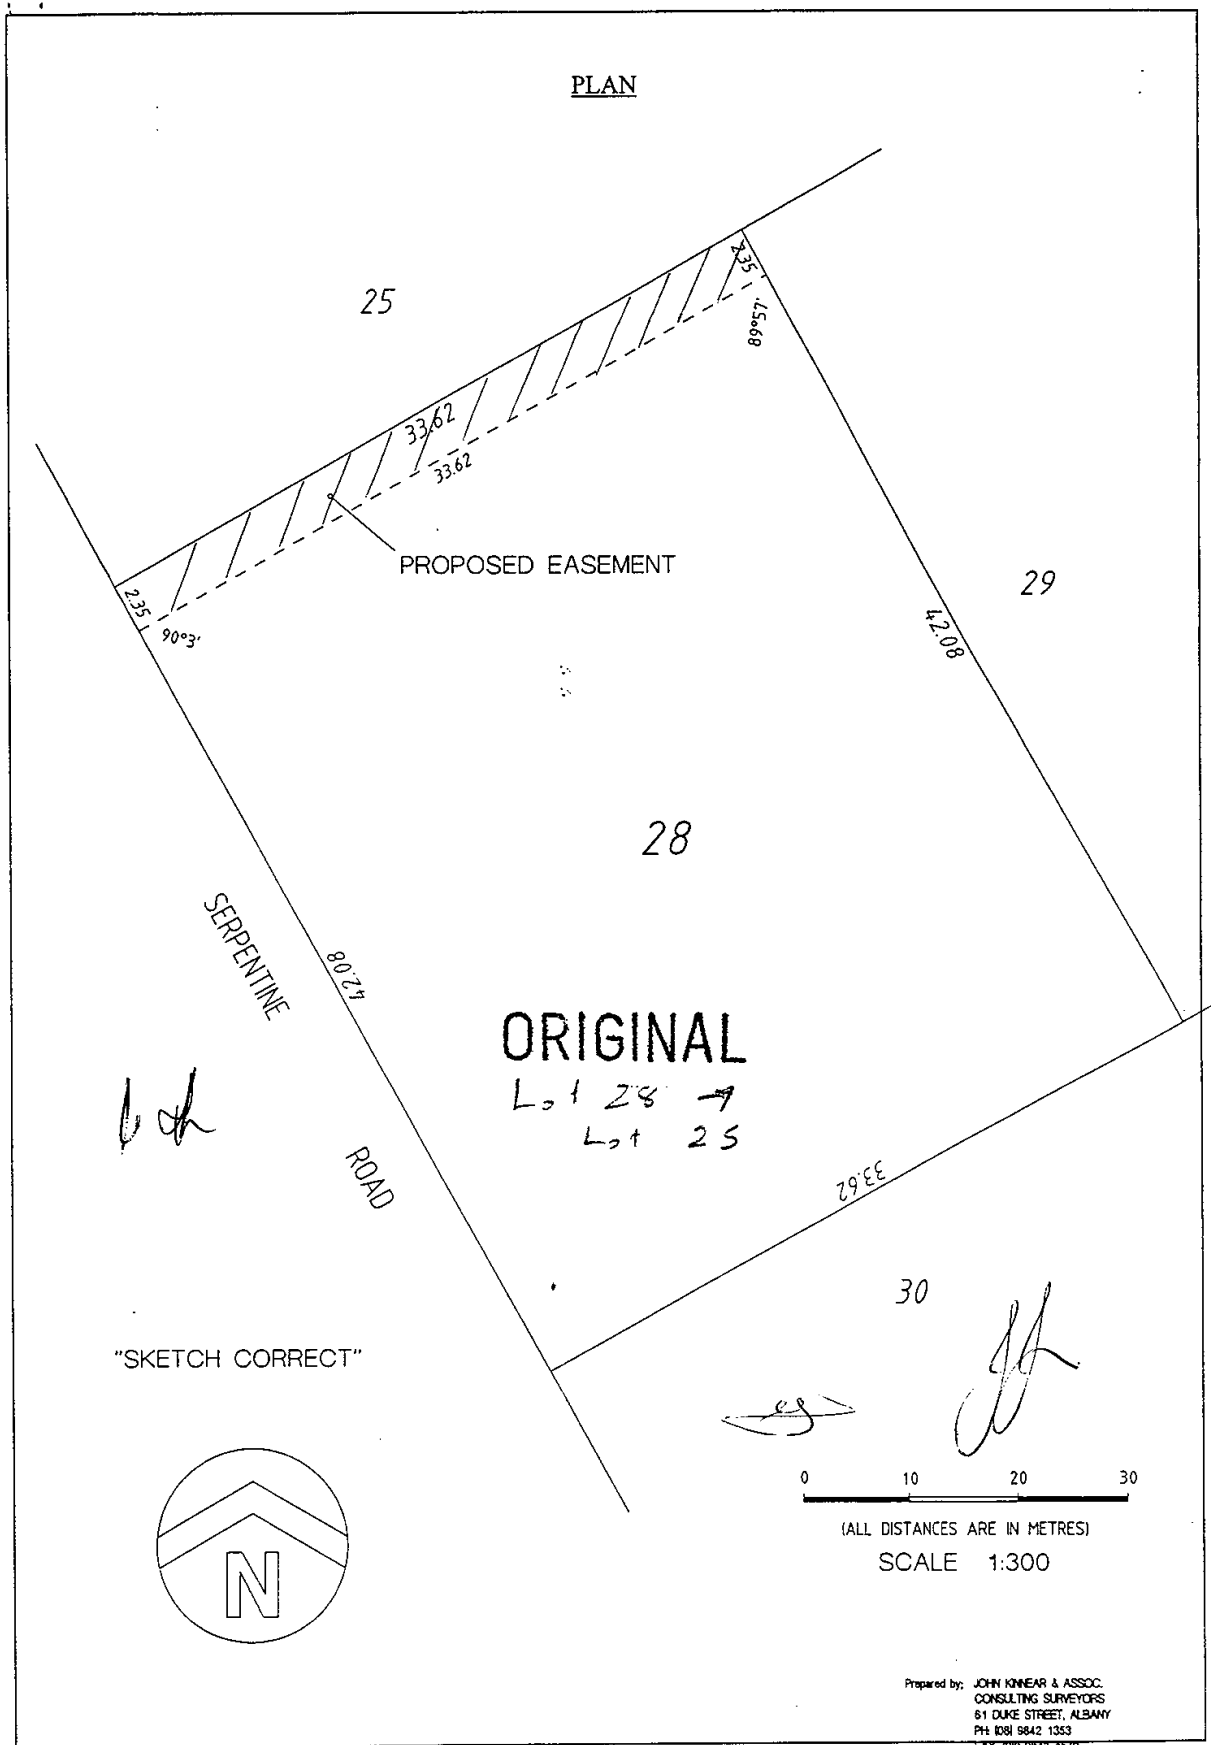 PLAN
25
2.35
89°57'
33.62
33.62
PROPOSED EASEMENT
2.35
90°3'
29
42.08
28
SERPENTINE
ROAD
42.08
ORIGINAL
Lot 28 →
Lot 25
33.62
30
"SKETCH CORRECT"
N
0 10 20 30
(ALL DISTANCES ARE IN METRES)
SCALE 1:300
Prepared by; JOHN KINNEAR & ASSOC.
CONSULTING SURVEYORS
61 DUKE STREET, ALBANY
PH: (08) 9842 1353